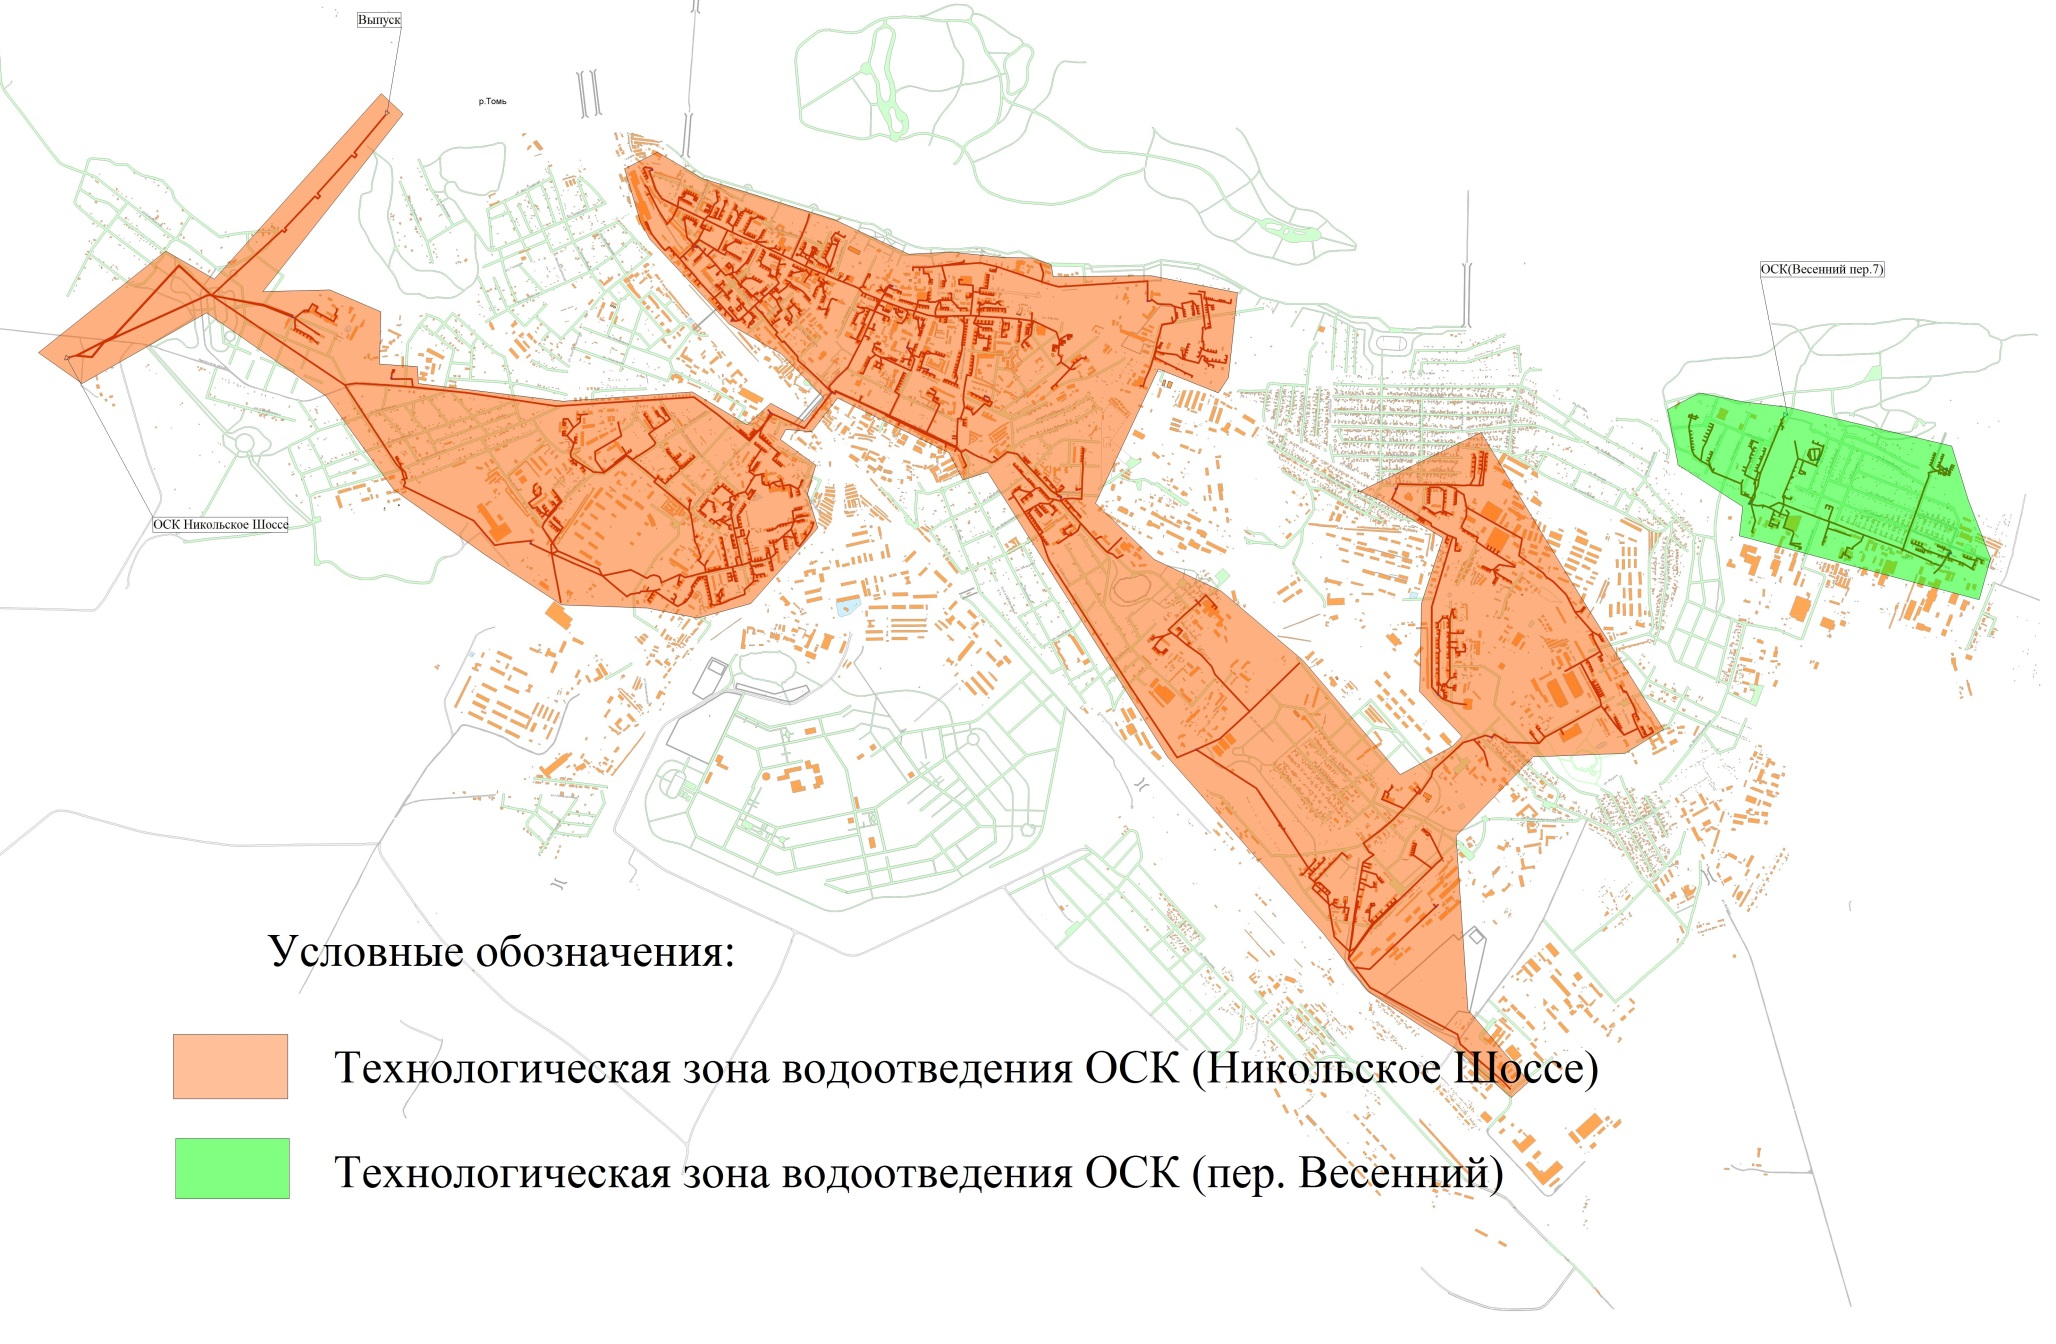 Выпуск
р.Томь
ОСК(Весенний пер.7)
ОСК Никольское Шоссе
Условные обозначения:
Технологическая зона водоотведения ОСК (Никольское Шоссе)
Технологическая зона водоотведения ОСК (пер. Весенний)